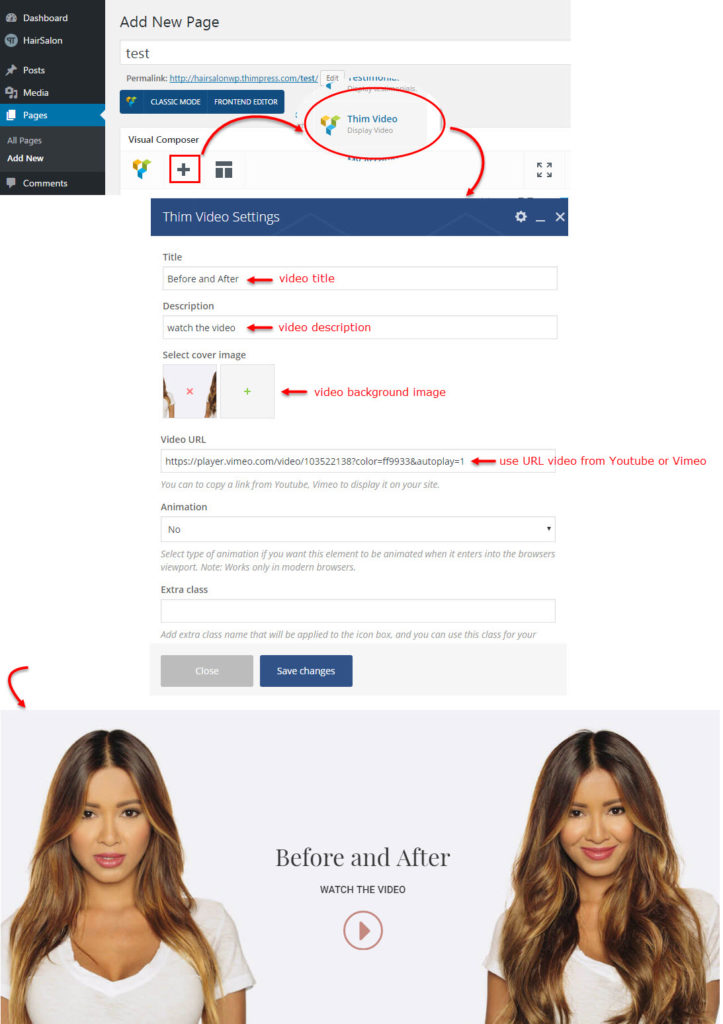 Dashboard
HairSalon
Posts
Media
Pages
All Pages
Add New
Comments
Add New Page
test
Permalink: http://hairsalonwp.thimpress.com/test/ Edit
Display testimonials.
CLASSIC MODE FRONTEND EDITOR
Thim Video
Display Video
Visual Composer
Thim Video Settings
Title
Before and After
video title
Description
watch the video
video description
Select cover image
video background image
Video URL
https://player.vimeo.com/video/103522138?color=ff9933&autoplay=1
use URL video from Youtube or Vimeo
You can to copy a link from Youtube, Vimeo to display it on your site.
Animation
No
Select type of animation if you want this element to be animated when it enters into the browsers
viewport. Note: Works only in modern browsers.
Extra class
Add extra class name that will be applied to the icon box, and you can use this class for your
Close Save changes
Before and After
WATCH THE VIDEO